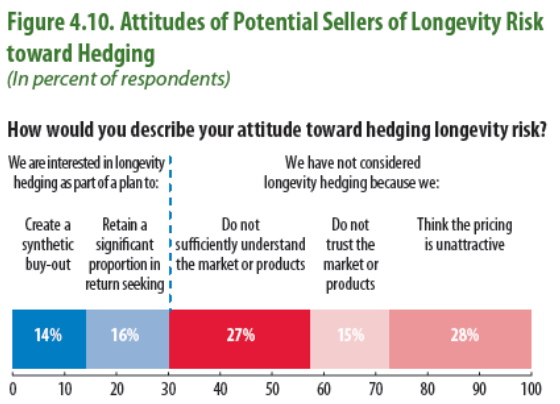 Figure 4.10. Attitudes of Potential Sellers of Longevity Risk
toward Hedging
(In percent of respondents)
How would you describe your attitude toward hedging longevity risk?
We are interested in longevity
hedging as part of a plan to:
We have not considered
longevity hedging because we:
Create a
synthetic
buy-out
Retain a
significant
proportion in
return seeking
Do not
sufficiently understand
the market or products
Do not
trust the
market or
products
Think the pricing
is unattractive
14% 16% 27% 15% 28%
0 10 20 30 40 50 60 70 80 90 100